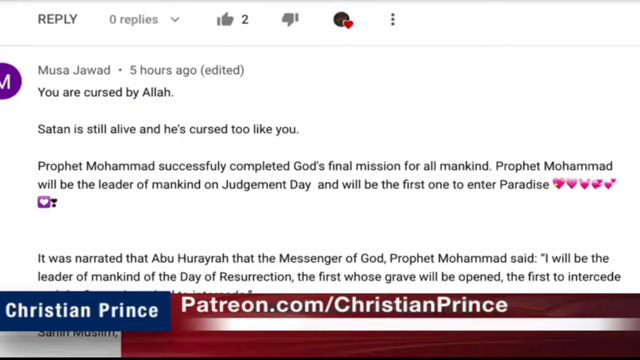 REPLY 0 replies 2
M
Musa Jawad • 5 hours ago (edited)
You are cursed by Allah.
Satan is still alive and he's cursed too like you.
Prophet Mohammad successfully completed God's final mission for all mankind. Prophet Mohammad
will be the leader of mankind on Judgement Day and will be the first one to enter Paradise 💖💗💓💞💕
💟❣
It was narrated that Abu Hurayrah that the Messenger of God, Prophet Mohammad said: “I will be the
leader of mankind of the Day of Resurrection, the first whose grave will be opened, the first to intercede
Christian Prince
Patreon.com/ChristianPrince
Muslim,